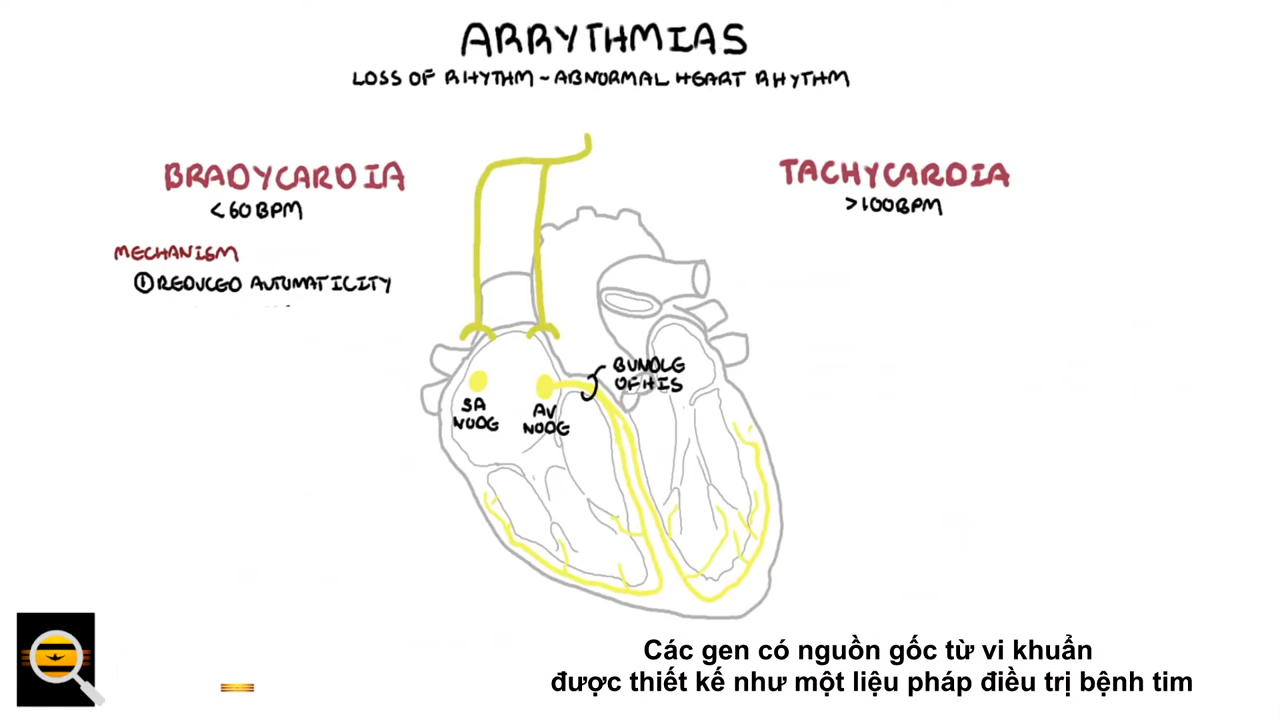 ARRYTHMIAS
LOSS OF RHYTHM ~ ABNORMAL HEART RHYTHM
BRADYCARDIA
<60 BPM
MECHANISM
① REDUCED AUTOMATICITY
TACHYCARDIA
>100BPM
BUNDLE
OF HIS
SA
NODE
AV
NODE
Các gen có nguồn gốc từ vi khuẩn
được thiết kế như một liệu pháp điều trị bệnh tim